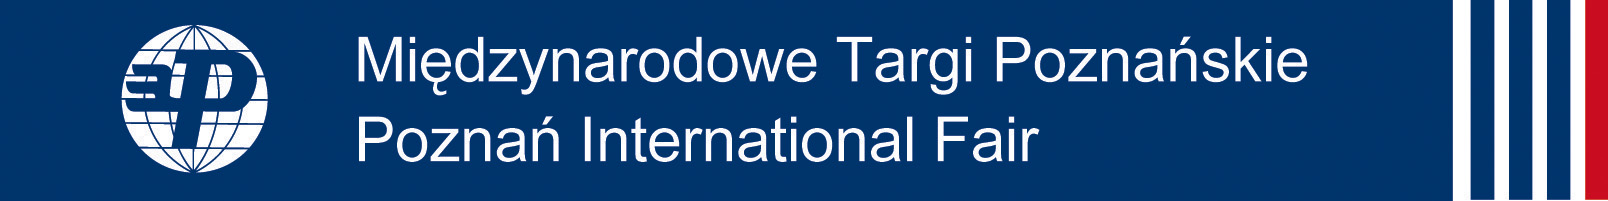 Międzynarodowe Targi Poznańskie
Poznań International Fair